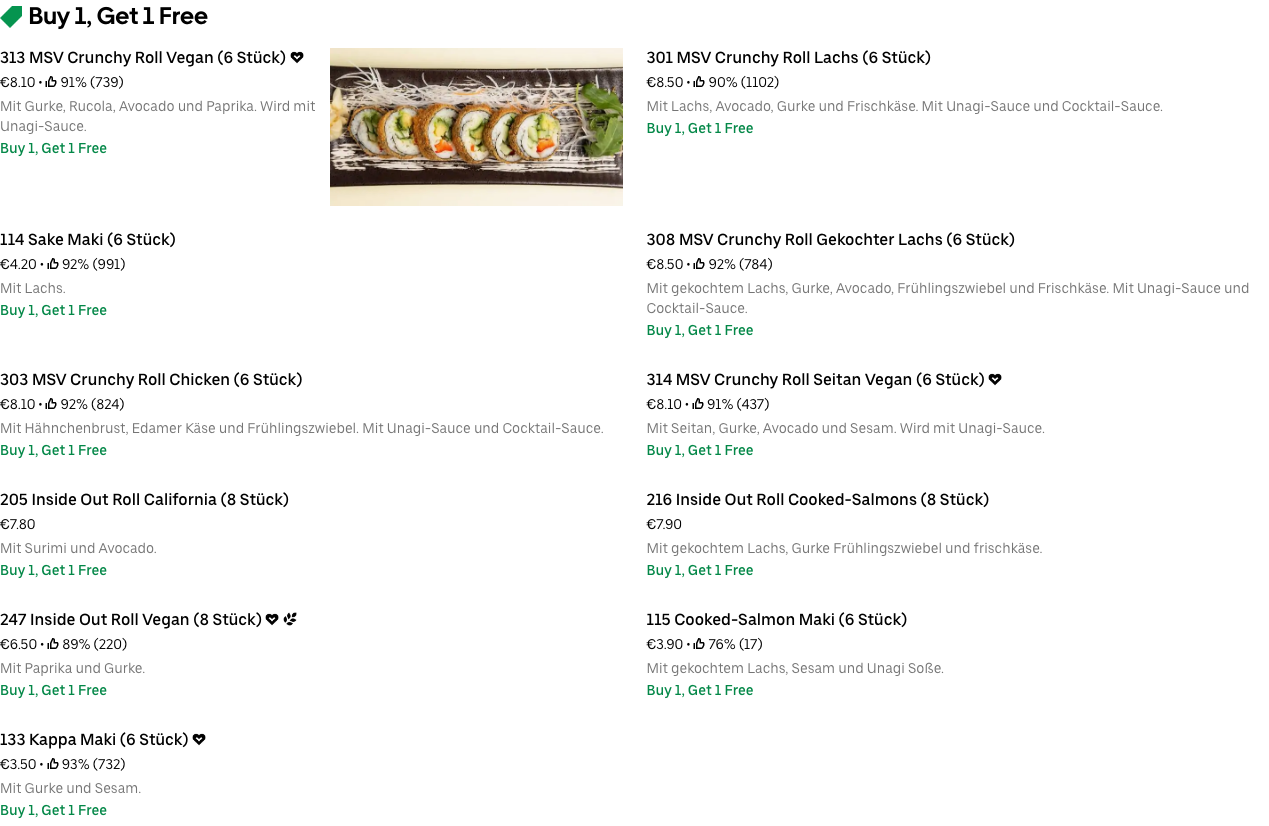 Buy 1, Get 1 Free
313 MSV Crunchy Roll Vegan (6 Stück)
€8.10 • 91% (739)
Mit Gurke, Rucola, Avocado und Paprika. Wird mit
Unagi-Sauce.
Buy 1, Get 1 Free
301 MSV Crunchy Roll Lachs (6 Stück)
€8.50 • 90% (1102)
Mit Lachs, Avocado, Gurke und Frischkäse. Mit Unagi-Sauce und Cocktail-Sauce.
Buy 1, Get 1 Free
114 Sake Maki (6 Stück)
€4.20 • 92% (991)
Mit Lachs.
Buy 1, Get 1 Free
308 MSV Crunchy Roll Gekochter Lachs (6 Stück)
€8.50 • 92% (784)
Mit gekochtem Lachs, Gurke, Avocado, Frühlingszwiebel und Frischkäse. Mit Unagi-Sauce und
Cocktail-Sauce.
Buy 1, Get 1 Free
303 MSV Crunchy Roll Chicken (6 Stück)
€8.10 • 92% (824)
Mit Hähnchenbrust, Edamer Käse und Frühlingszwiebel. Mit Unagi-Sauce und Cocktail-Sauce.
Buy 1, Get 1 Free
314 MSV Crunchy Roll Seitan Vegan (6 Stück)
€8.10 • 91% (437)
Mit Seitan, Gurke, Avocado und Sesam. Wird mit Unagi-Sauce.
Buy 1, Get 1 Free
205 Inside Out Roll California (8 Stück)
€7.80
Mit Surimi und Avocado.
Buy 1, Get 1 Free
216 Inside Out Roll Cooked-Salmons (8 Stück)
€7.90
Mit gekochtem Lachs, Gurke Frühlingszwiebel und frischkäse.
Buy 1, Get 1 Free
247 Inside Out Roll Vegan (8 Stück)
€6.50 • 89% (220)
Mit Paprika und Gurke.
Buy 1, Get 1 Free
115 Cooked-Salmon Maki (6 Stück)
€3.90 • 76% (17)
Mit gekochtem Lachs, Sesam und Unagi Soße.
Buy 1, Get 1 Free
133 Kappa Maki (6 Stück)
€3.50 • 93% (732)
Mit Gurke und Sesam.
Buy 1, Get 1 Free